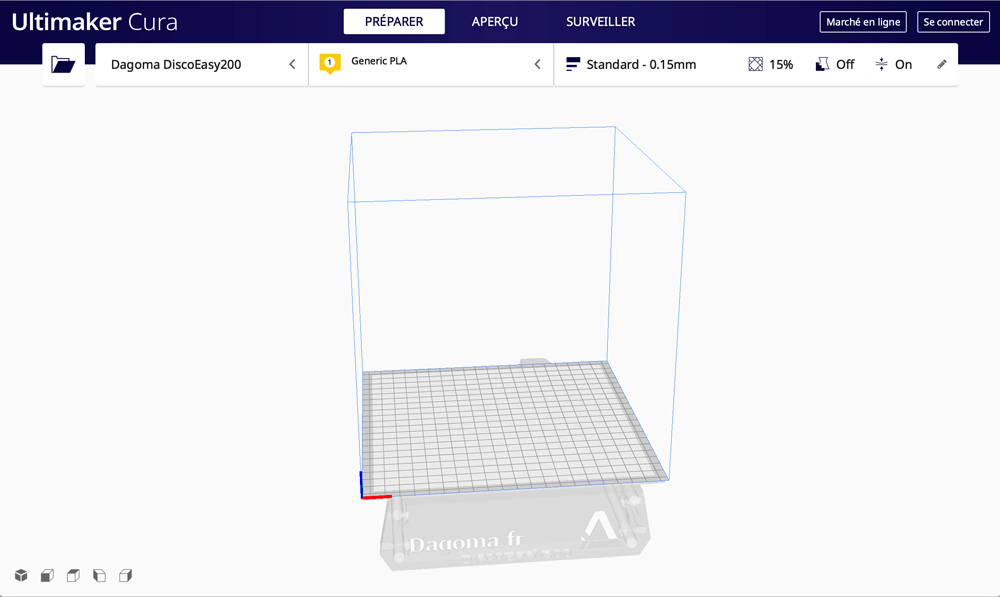 Ultimaker Cura
PRÉPARER
APERÇU
SURVEILLER
Marché en ligne
Se connecter
Dagoma DiscoEasy200
1
Generic PLA
Standard - 0.15mm
15%
Off
On
Dagoma.fr